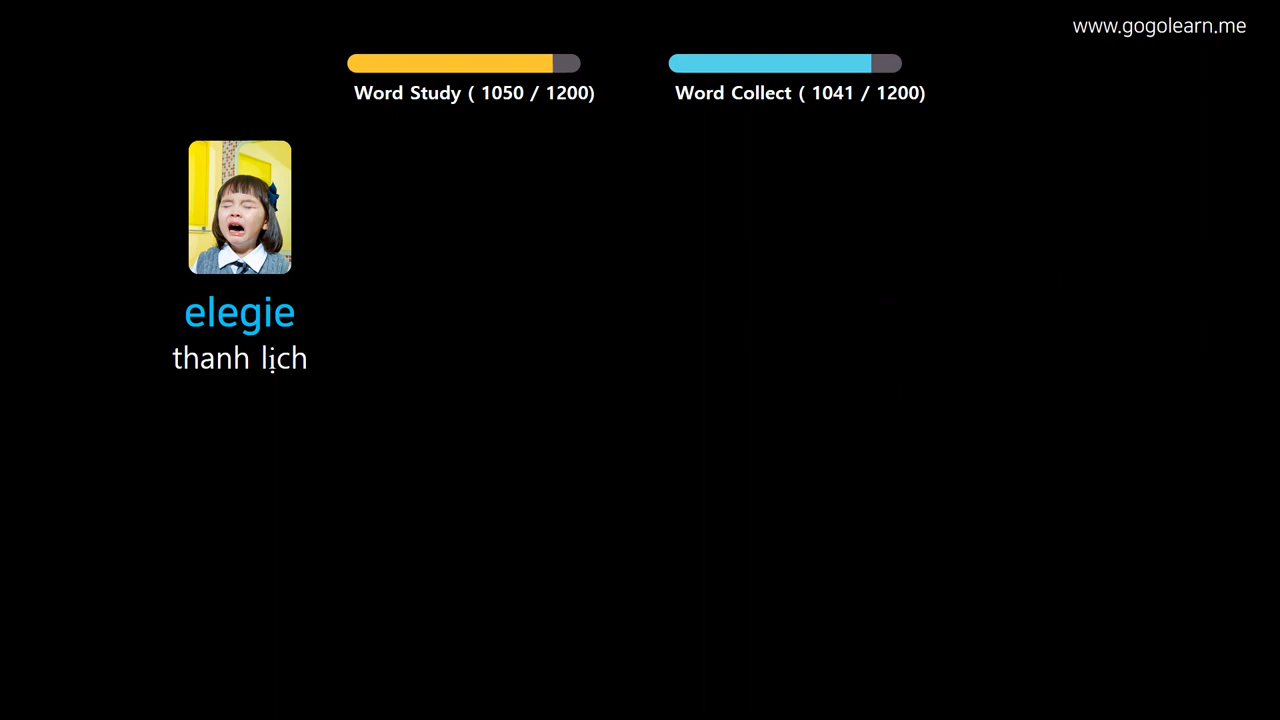 www.gogolearn.me
Word Study ( 1050 / 1200)
Word Collect ( 1041 / 1200)
elegie
thanh lịch